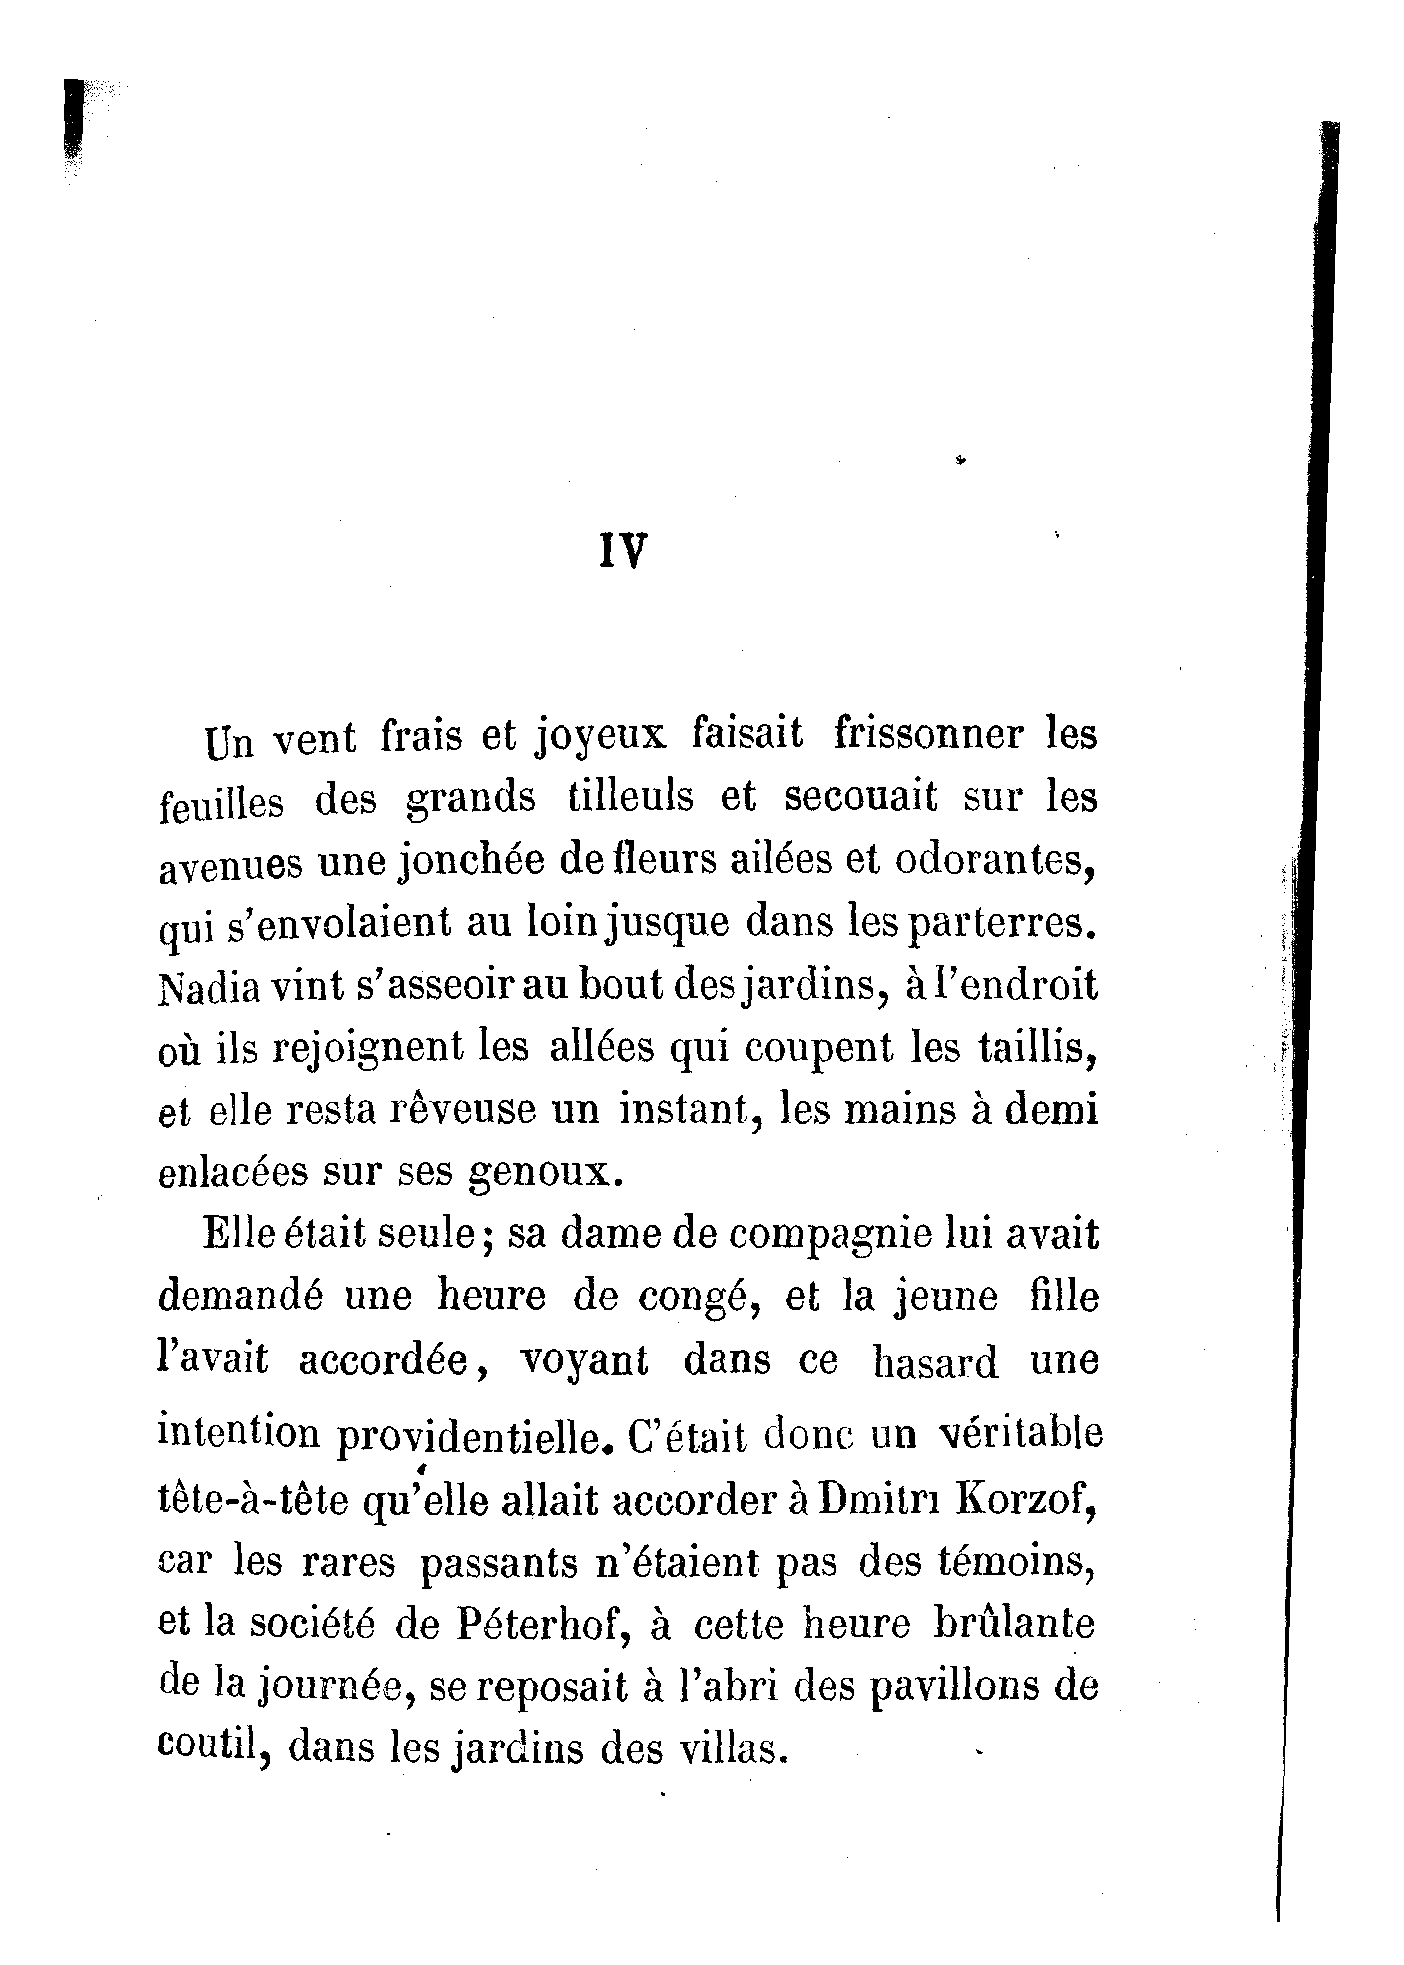 IV
Un vent frais et joyeux faisait frissonner les
feuilles des grands tilleuls et secouait sur les
avenues une jonchée de fleurs ailées et odorantes,
qui s'envolaient au loin jusque dans les parterres.
Nadia vint s'asseoir au bout des jardins, à l'endroit
où ils rejoignent les allées qui coupent les taillis,
et elle resta rêveuse un instant, les mains à demi
enlacées sur ses genoux.
Elle était seule; sa dame de compagnie lui avait
demandé une heure de congé, et la jeune fille
l'avait accordée, voyant dans ce hasard une
intention providentielle. C'était donc un véritable
tête-à-tête qu'elle allait accorder à Dmitri Korzof,
car les rares passants n'étaient pas des témoins,
et la société de Péterhof, à cette heure brûlante
de la journée, se reposait à l'abri des pavillons de
coutil, dans les jardins des villas.